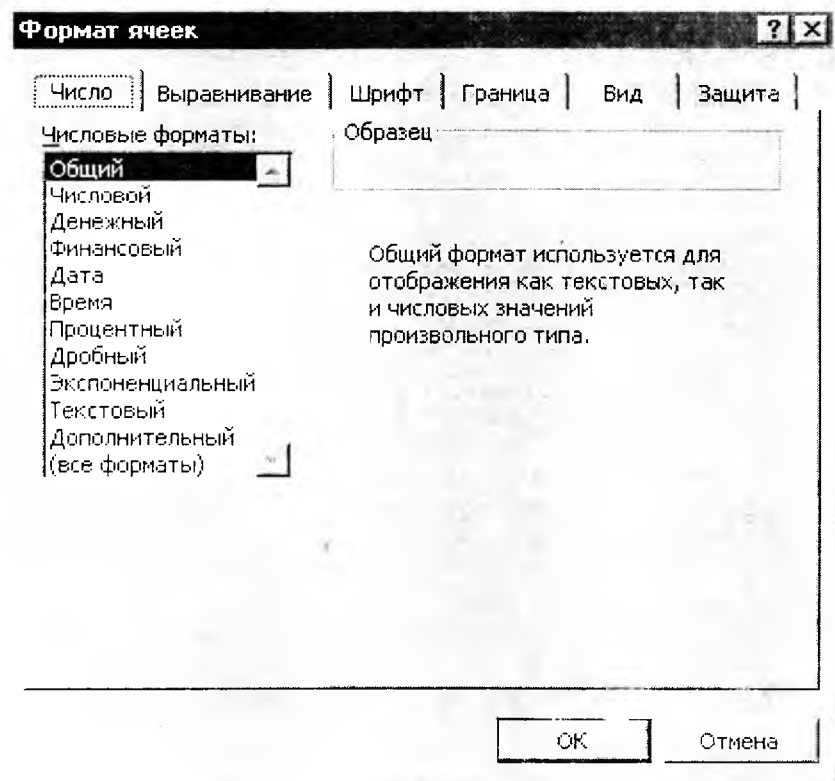 Формат ячеек
Число Выравнивание Шрифт Граница Вид Защита
Числовые форматы:
Образец
Общий
Числовой
Денежный
Финансовый
Дата
Время
Процентный
Дробный
Экспоненциальный
Текстовый
Дополнительный
(все форматы)
Общий формат используется для
отображения как текстовых, так
и числовых значений
произвольного типа.
ОК Отмена